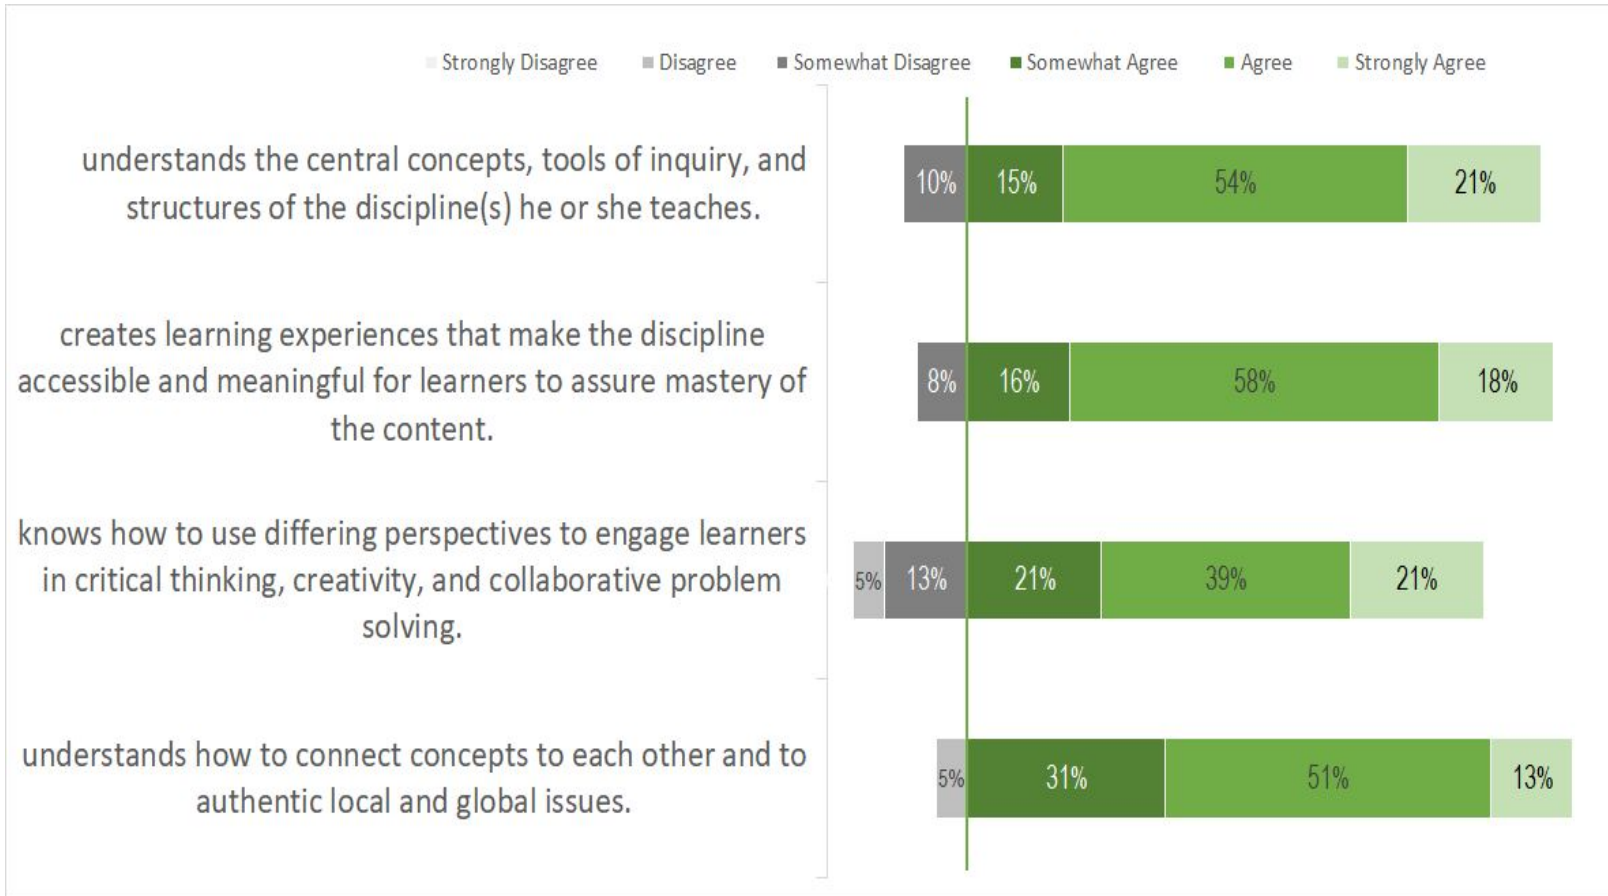 Strongly Disagree Disagree Somewhat Disagree Somewhat Agree Agree Strongly Agree
understands the central concepts, tools of inquiry, and
structures of the discipline(s) he or she teaches.
10% 15% 54% 21%
creates learning experiences that make the discipline
accessible and meaningful for learners to assure mastery of
the content.
8% 16% 58% 18%
knows how to use differing perspectives to engage learners
in critical thinking, creativity, and collaborative problem
solving.
5% 13% 21% 39% 21%
understands how to connect concepts to each other and to
authentic local and global issues.
5% 31% 51% 13%